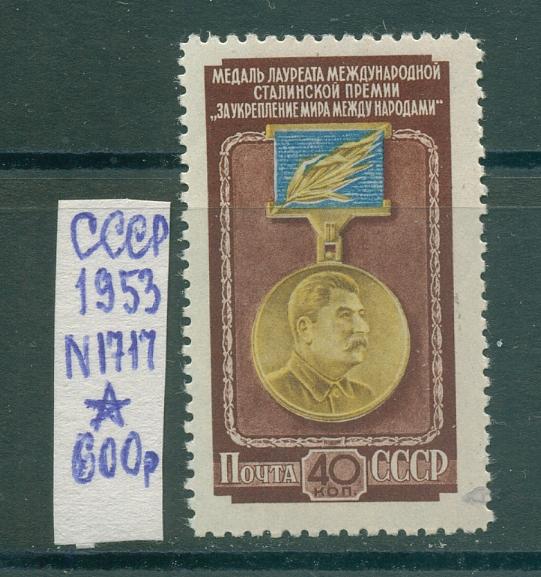 МЕДАЛЬ ЛАУРЕАТА МЕЖДУНАРОДНОЙ
СТАЛИНСКОЙ ПРЕМИИ
„ЗА УКРЕПЛЕНИЕ МИРА МЕЖДУ НАРОДАМИ“
ПОЧТА 40 КОП. СССР
СССР
1953
N1717
600р